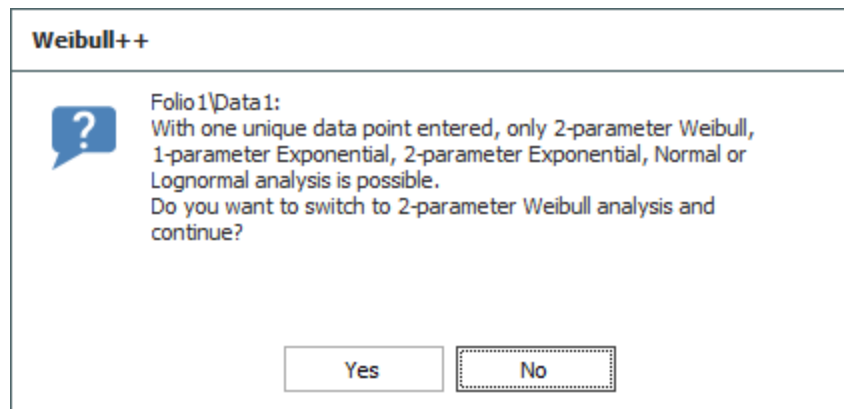 Weibull++
Folio1\Data1:
With one unique data point entered, only 2-parameter Weibull,
1-parameter Exponential, 2-parameter Exponential, Normal or
Lognormal analysis is possible.
Do you want to switch to 2-parameter Weibull analysis and
continue?
Yes No